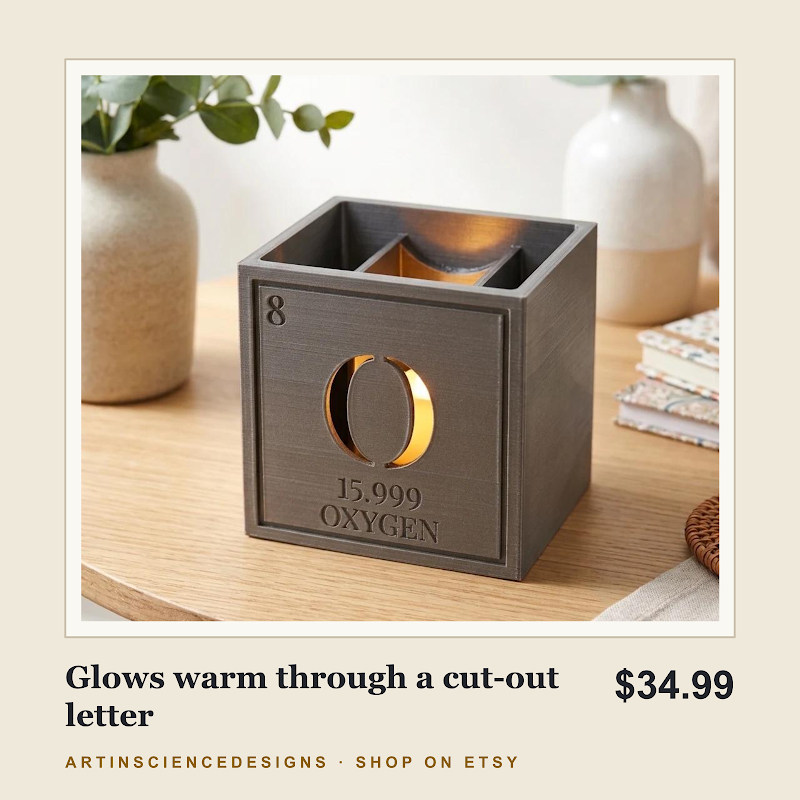 8
O
15.999
OXYGEN
Glows warm through a cut-out
letter
$34.99
ARTINSCIENCEDESIGNS · SHOP ON ETSY